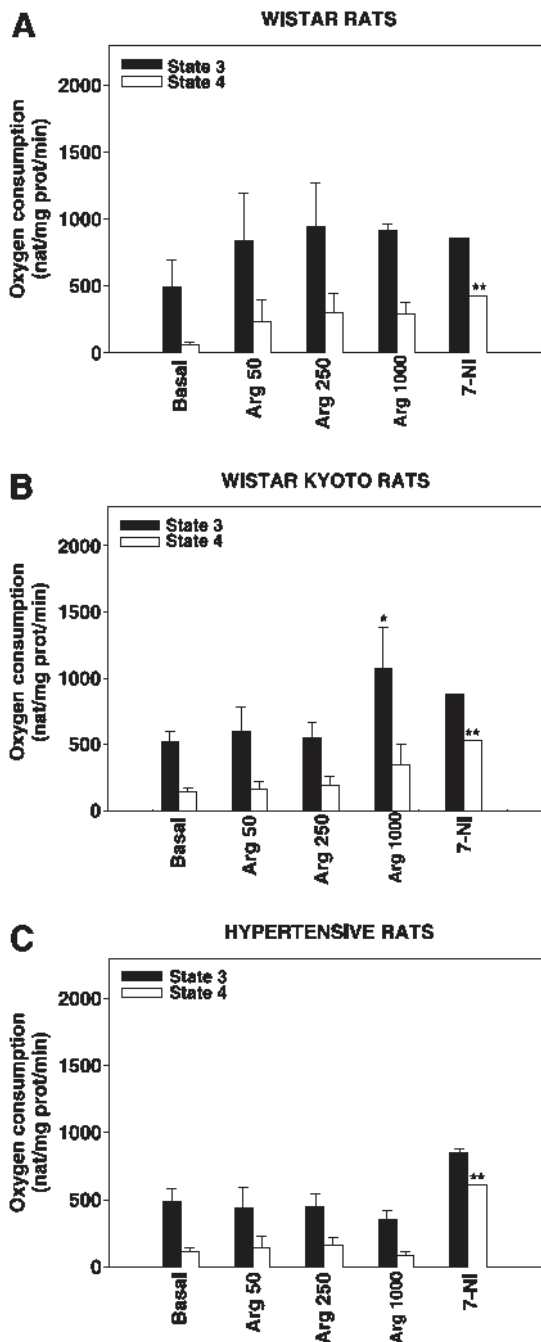 A
WISTAR RATS
State 3
State 4
Oxygen consumption
(nat/mg prot/min)
2000
1500
1000
500
0
**
Basal
Arg 50
Arg 250
Arg 1000
7-NI
B
WISTAR KYOTO RATS
State 3
State 4
Oxygen consumption
(nat/mg prot/min)
2000
1500
1000
500
0
*
**
Basal
Arg 50
Arg 250
Arg 1000
7-NI
C
HYPERTENSIVE RATS
State 3
State 4
Oxygen consumption
(nat/mg prot/min)
2000
1500
1000
500
0
**
Basal
Arg 50
Arg 250
Arg 1000
7-NI